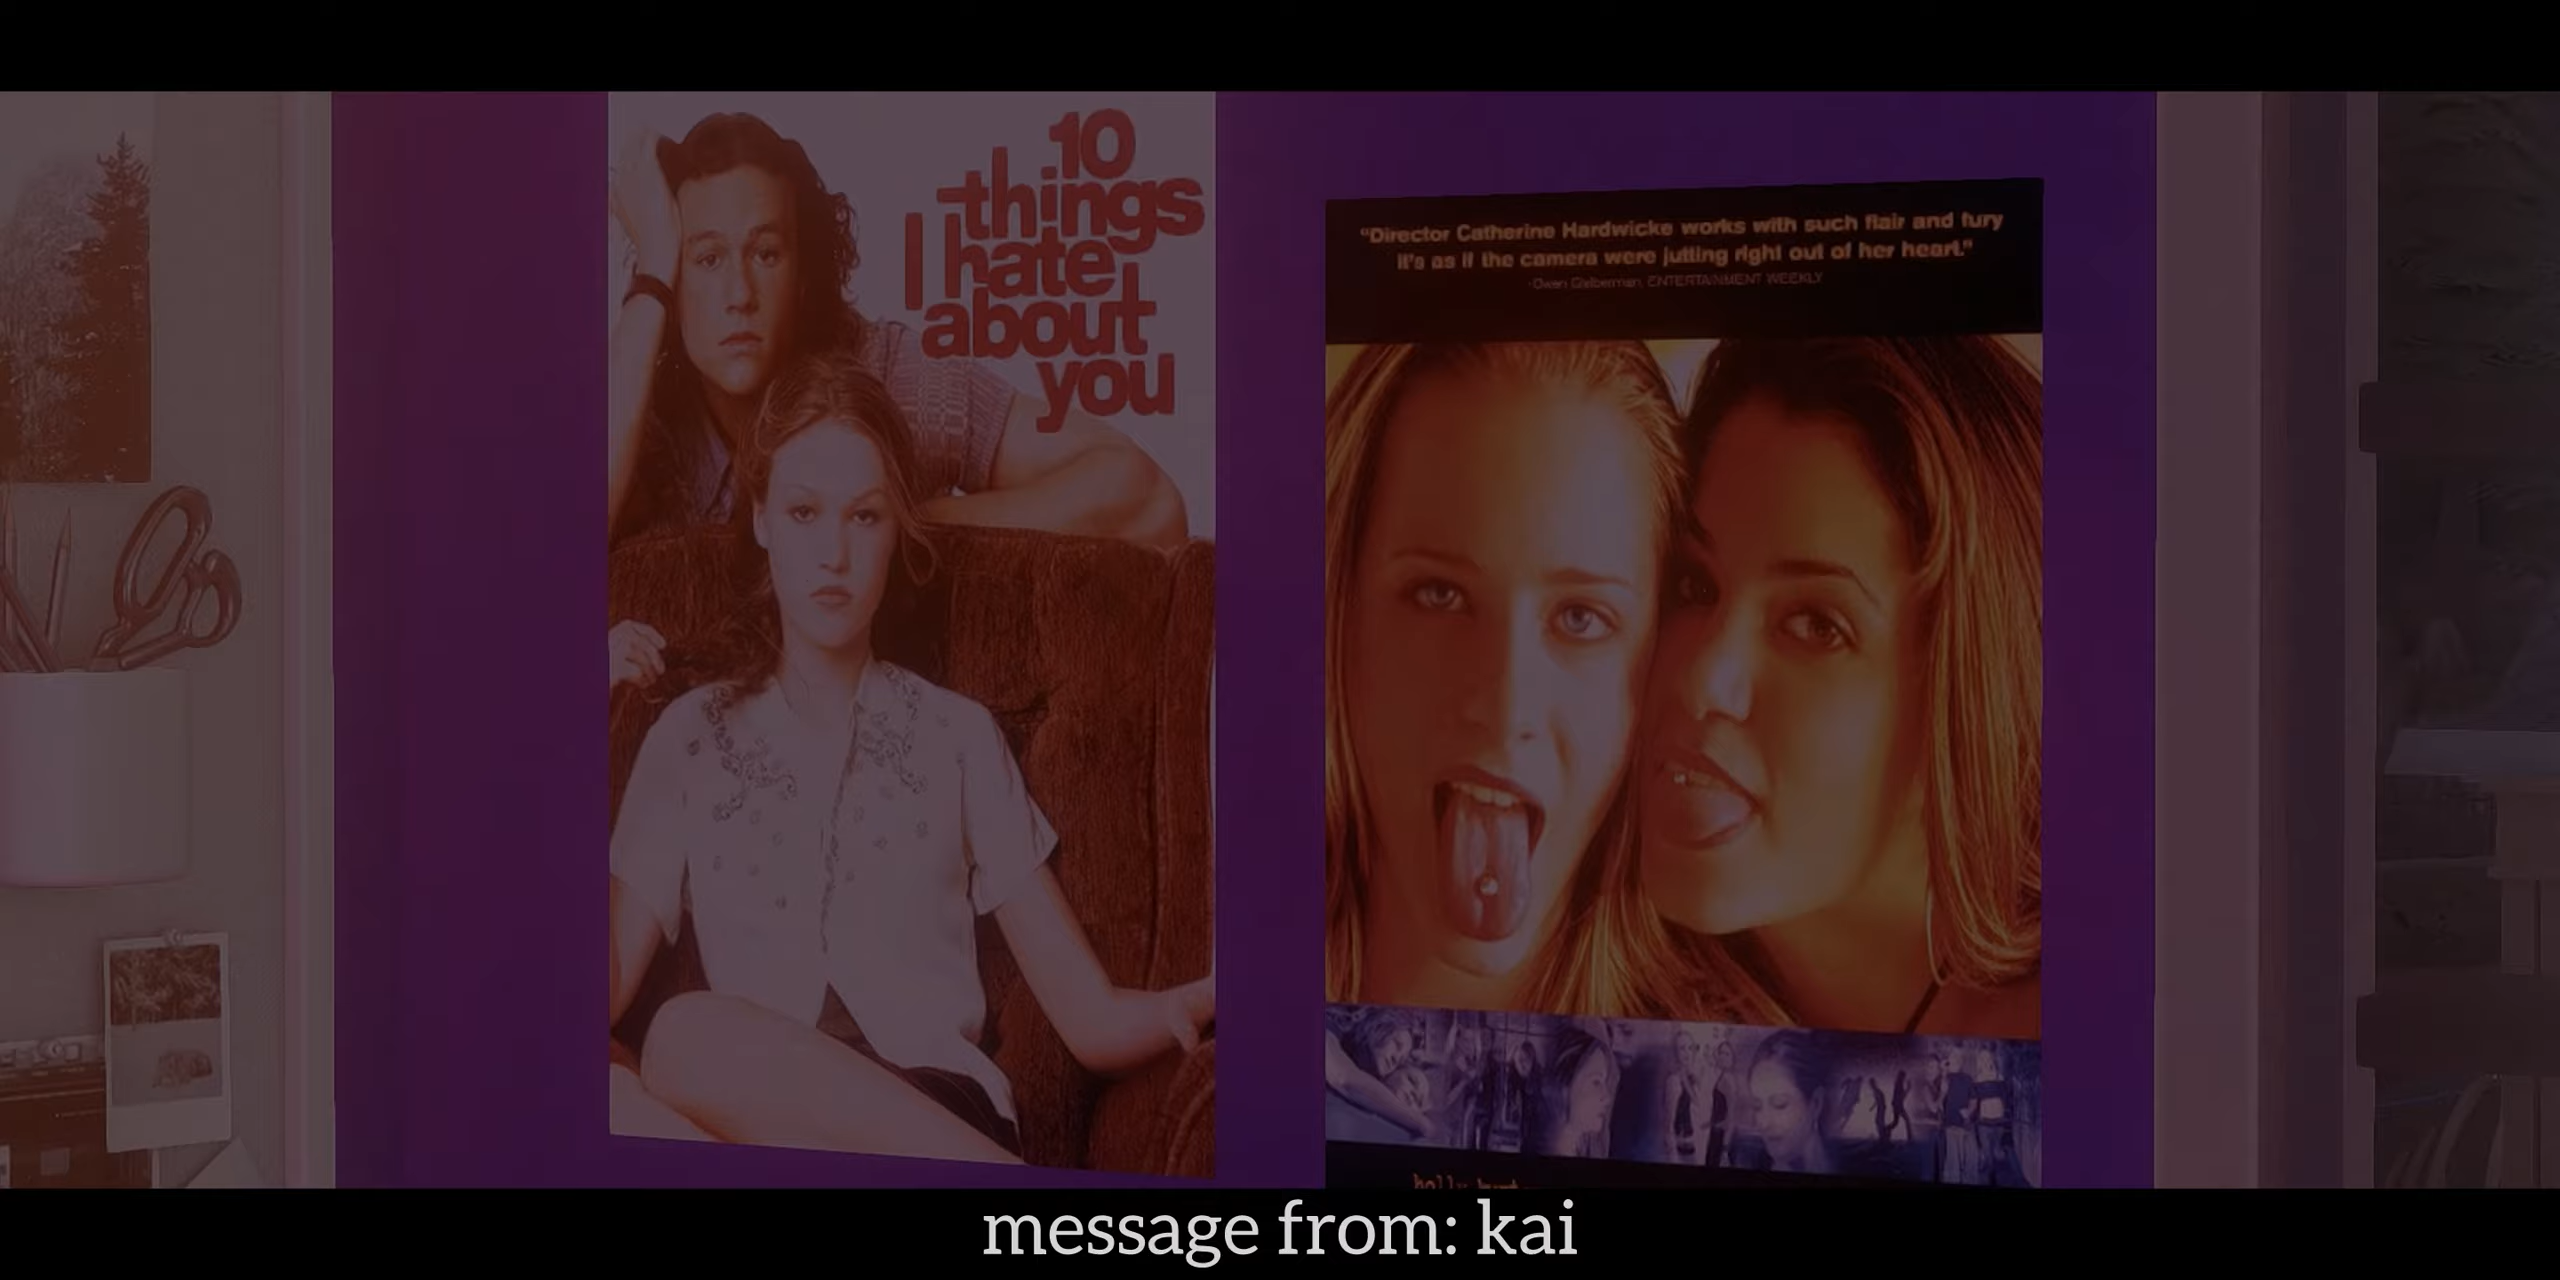 10
things
I hate
about
you
"Director Catherine Hardwicke works with such flair and fury
it's as if the camera were jutting right out of her heart."
-Owen Gleiberman, ENTERTAINMENT WEEKLY
holly
message from: kai